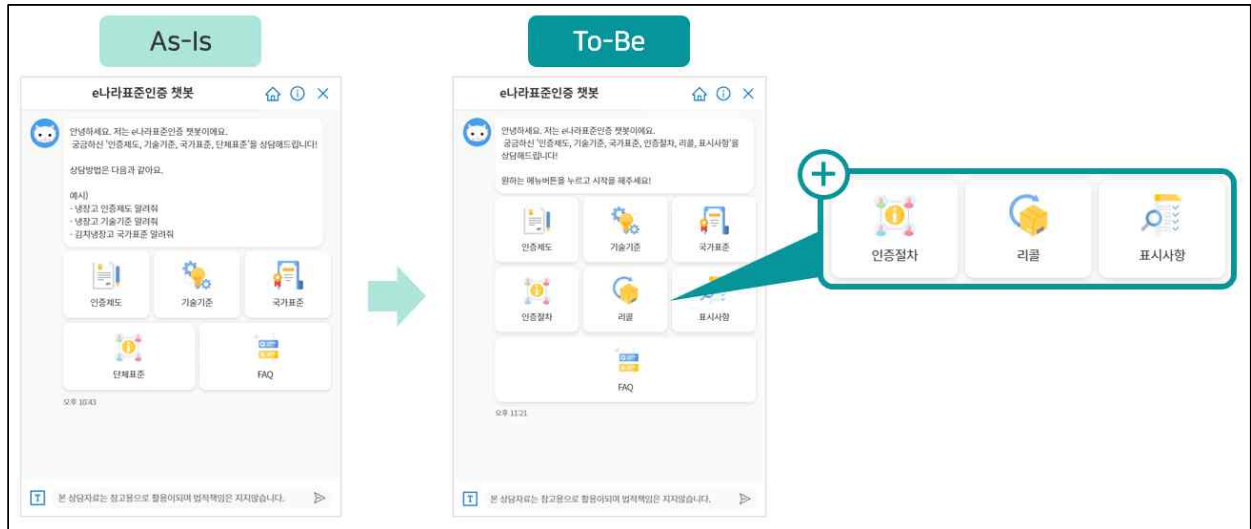 As-Is
To-Be
e나라표준인증 챗봇
안녕하세요. 저는 e나라표준인증 챗봇이에요.
궁금하신 '인증제도, 기술기준, 국가표준, 단체표준'을 상담해드립니다!
상담방법은 다음과 같아요.
예시)
- 냉장고 인증제도 알려줘
- 냉장고 기술기준 알려줘
- 김치냉장고 국가표준 알려줘
인증제도
기술기준
국가표준
단체표준
FAQ
오후 10:43
T
본 상담자료는 참고용으로 활용이되며 법적책임은 지지않습니다.
e나라표준인증 챗봇
안녕하세요. 저는 e나라표준인증 챗봇이에요.
궁금하신 '인증제도, 기술기준, 국가표준, 인증절차, 리콜, 표시사항'을
상담해드립니다!
원하는 메뉴버튼을 누르고 시작을 해주세요!
인증제도
기술기준
국가표준
인증절차
리콜
표시사항
FAQ
오후 11:21
T
본 상담자료는 참고용으로 활용이되며 법적책임은 지지않습니다.
인증절차
리콜
표시사항